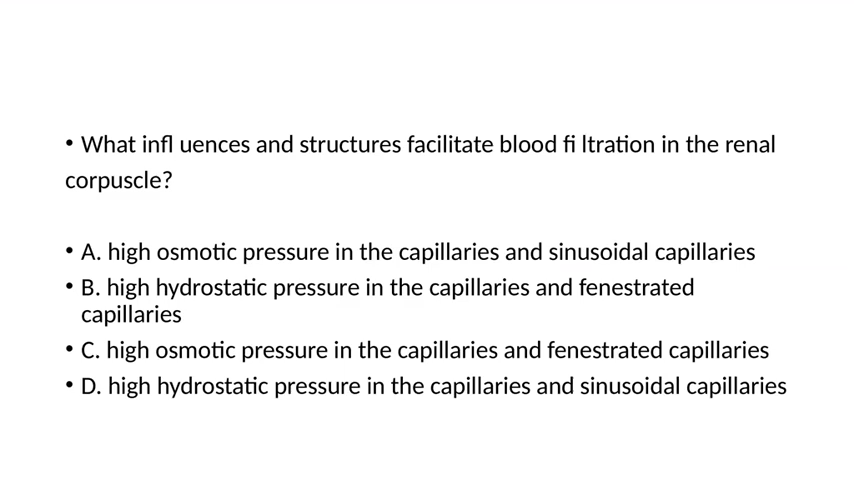 • What infl uences and structures facilitate blood fi ltration in the renal
corpuscle?
• A. high osmotic pressure in the capillaries and sinusoidal capillaries
• B. high hydrostatic pressure in the capillaries and fenestrated
capillaries
• C. high osmotic pressure in the capillaries and fenestrated capillaries
• D. high hydrostatic pressure in the capillaries and sinusoidal capillaries